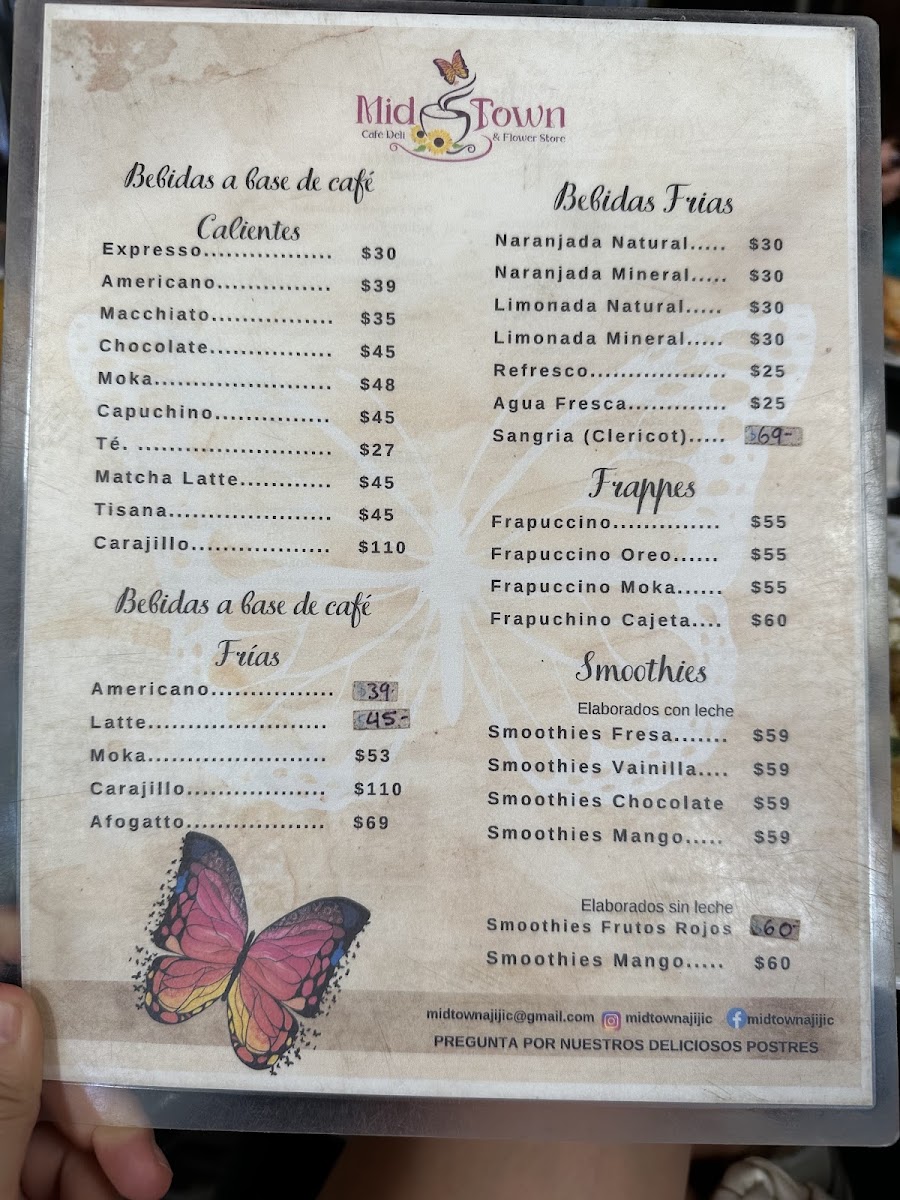 Mid Town
Cafe Deli & Flower Store
Bebidas a base de café
Calientes
Expresso................. $30
Americano............... $39
Macchiato................ $35
Chocolate................ $45
Moka....................... $48
Capuchino............... $45
Té. ......................... $27
Matcha Latte............ $45
Tisana..................... $45
Carajillo.................. $110
Bebidas a base de café
Frías
Americano................ $39-
Latte....................... $45.-
Moka....................... $53
Carajillo.................. $110
Afogatto.................. $69
Bebidas Frias
Naranjada Natural..... $30
Naranjada Mineral..... $30
Limonada Natural..... $30
Limonada Mineral..... $30
Refresco.................. $25
Agua Fresca............. $25
Sangria (Clericot)..... $69-
Frappes
Frapuccino.............. $55
Frapuccino Oreo...... $55
Frapuccino Moka...... $55
Frapuchino Cajeta.... $60
Smoothies
Elaborados con leche
Smoothies Fresa....... $59
Smoothies Vainilla.... $59
Smoothies Chocolate $59
Smoothies Mango..... $59
Elaborados sin leche
Smoothies Frutos Rojos $60-
Smoothies Mango..... $60
midtownajijic@gmail.com midtownajijic midtownajijic
PREGUNTA POR NUESTROS DELICIOSOS POSTRES